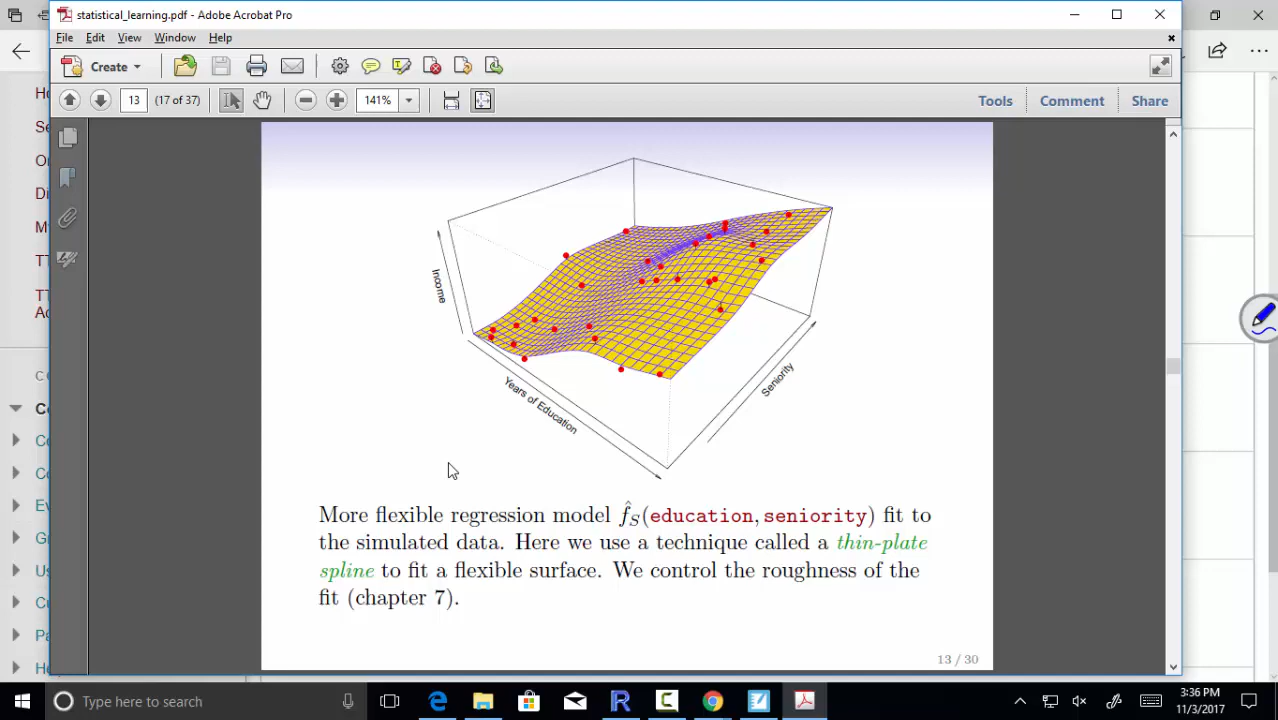 statistical_learning.pdf - Adobe Acrobat Pro
File Edit View Window Help
Create
13 (17 of 37) 141% Tools Comment Share
Income
Years of Education
Seniority
More flexible regression model f̂S(education, seniority) fit to
the simulated data. Here we use a technique called a thin-plate
spline to fit a flexible surface. We control the roughness of the
fit (chapter 7).
13 / 30
Type here to search
3:36 PM
11/3/2017